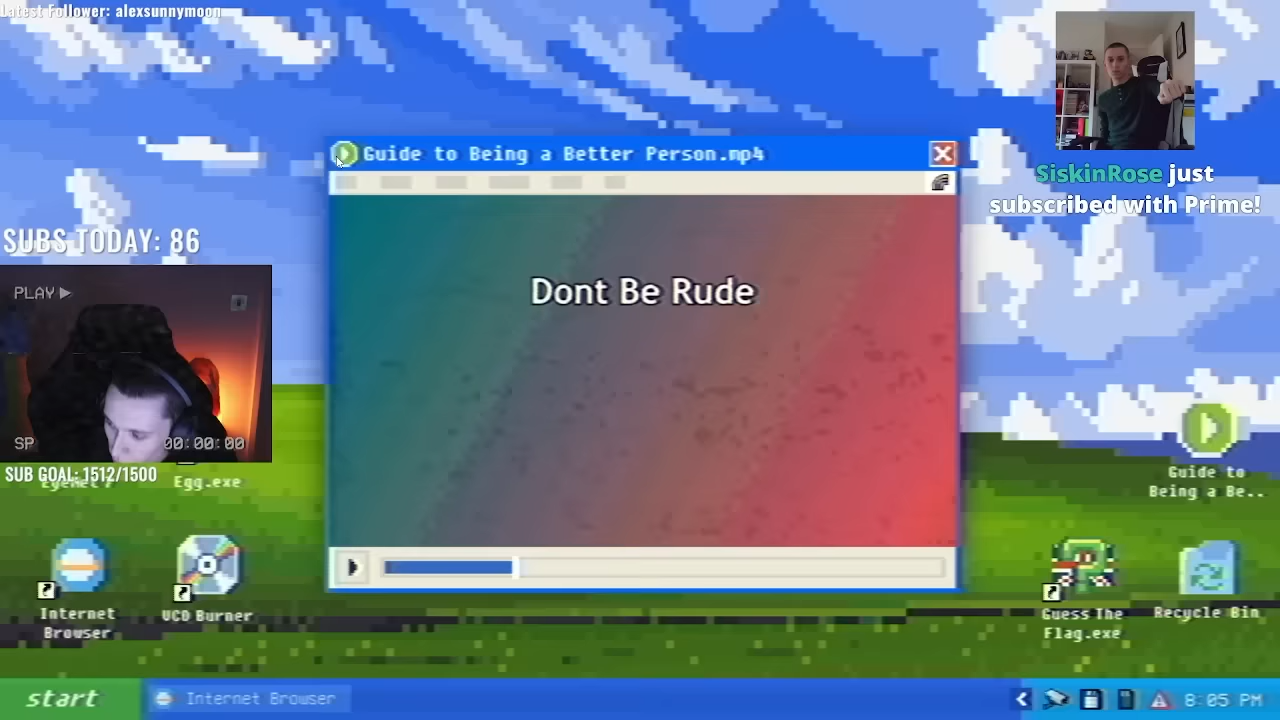 Latest Follower: alexsunnymoon
SiskinRose just
subscribed with Prime!
Guide to Being a Better Person.mp4
SUBS TODAY: 86
PLAY
Dont Be Rude
SP
00:00:00
SUB GOAL: 1512/1500
Egg.exe
Guide to
Being a Be..
Internet
Browser
VCD Burner
Guess The
Flag.exe
Recycle Bin
start
Internet Browser
8:05 PM